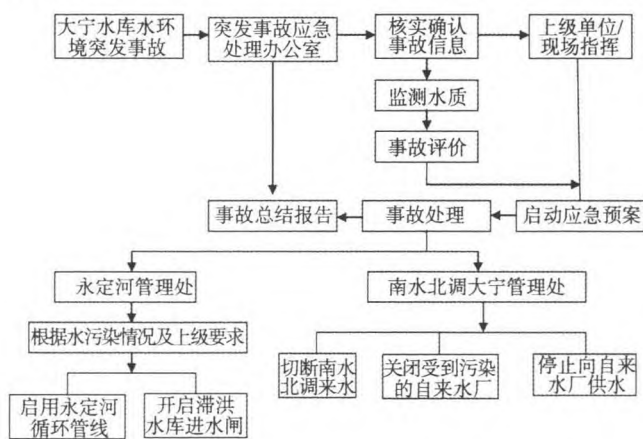 大宁水库水环
境突发事故
突发事故应急
处理办公室
核实确认
事故信息
上级单位/
现场指挥
监测水质
事故评价
事故总结报告
事故处理
启动应急预案
永定河管理处
南水北调大宁管理处
根据水污染情况及上级要求
切断南水
北调来水
关闭受到污染
的自来水厂
停止向自来
水厂供水
启用永定河
循环管线
开启滞洪
水库进水闸